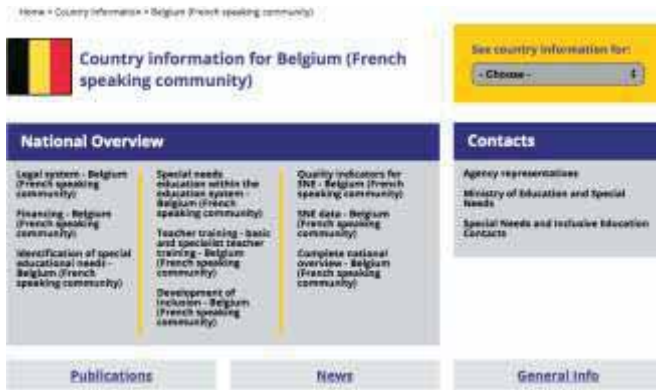 Home > Country Information > Belgium (French speaking community)
Country information for Belgium (French
speaking community)
See country information for:
- Choose -
National Overview
Legal system - Belgium
(French speaking
community)
Financing - Belgium
(French speaking
community)
Identification of special
educational needs -
Belgium (French
speaking community)
Special needs
education within the
education system -
Belgium (French
speaking community)
Teacher training - basic
and specialist teacher
training - Belgium
(French speaking
community)
Development of
inclusion - Belgium
(French speaking
community)
Quality indicators for
SNE - Belgium (French
speaking community)
SNE data - Belgium
(French speaking
community)
Complete national
overview - Belgium
(French speaking
community)
Contacts
Agency representatives
Ministry of Education and Special
Needs
Special Needs and Inclusive Education
Contacts
Publications
News
General Info